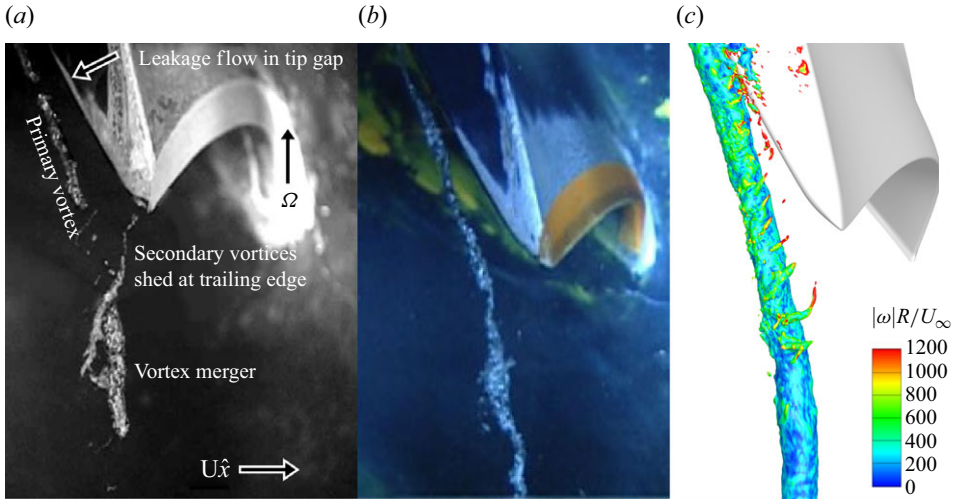 (a)
(b)
(c)
Leakage flow in tip gap
Primary vortex
Ω
Secondary vortices
shed at trailing edge
Vortex merger
Ux̂
|ω|R/U∞
1200
1000
800
600
400
200
0